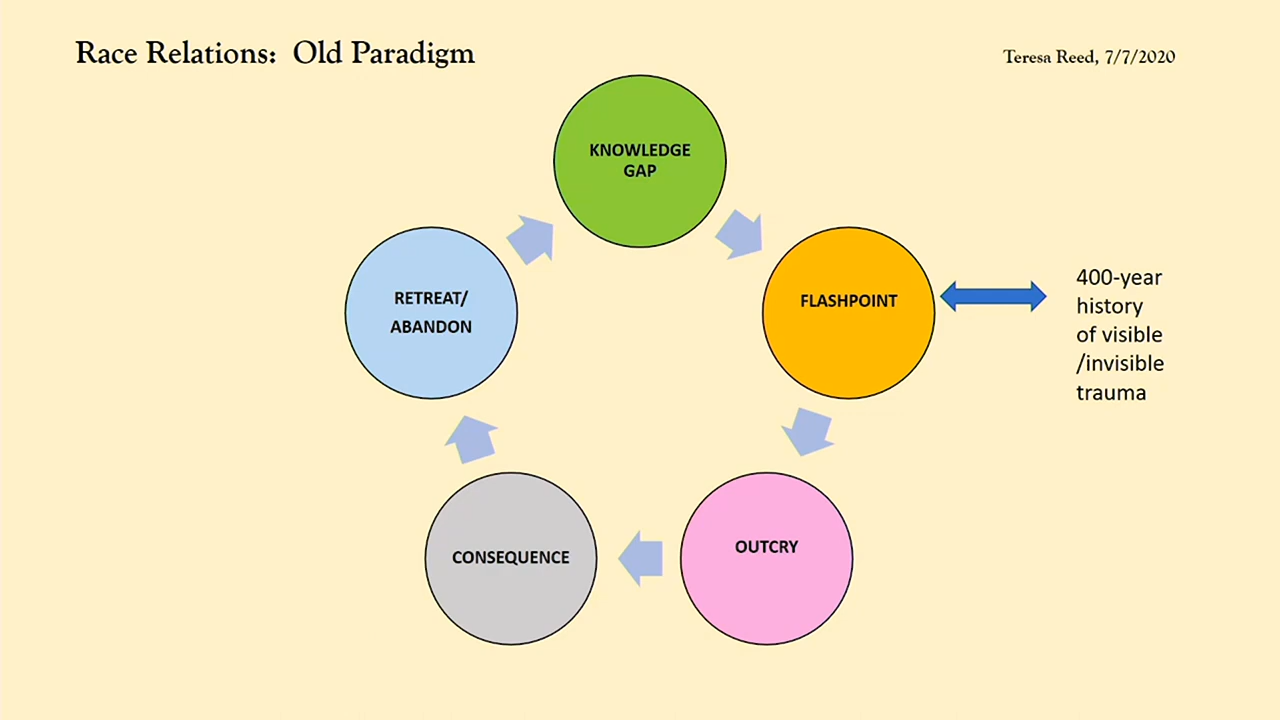 Race Relations:  Old Paradigm
Teresa Reed, 7/7/2020
KNOWLEDGE
GAP
FLASHPOINT
400-year
history
of visible
/invisible
trauma
OUTCRY
CONSEQUENCE
RETREAT/
ABANDON